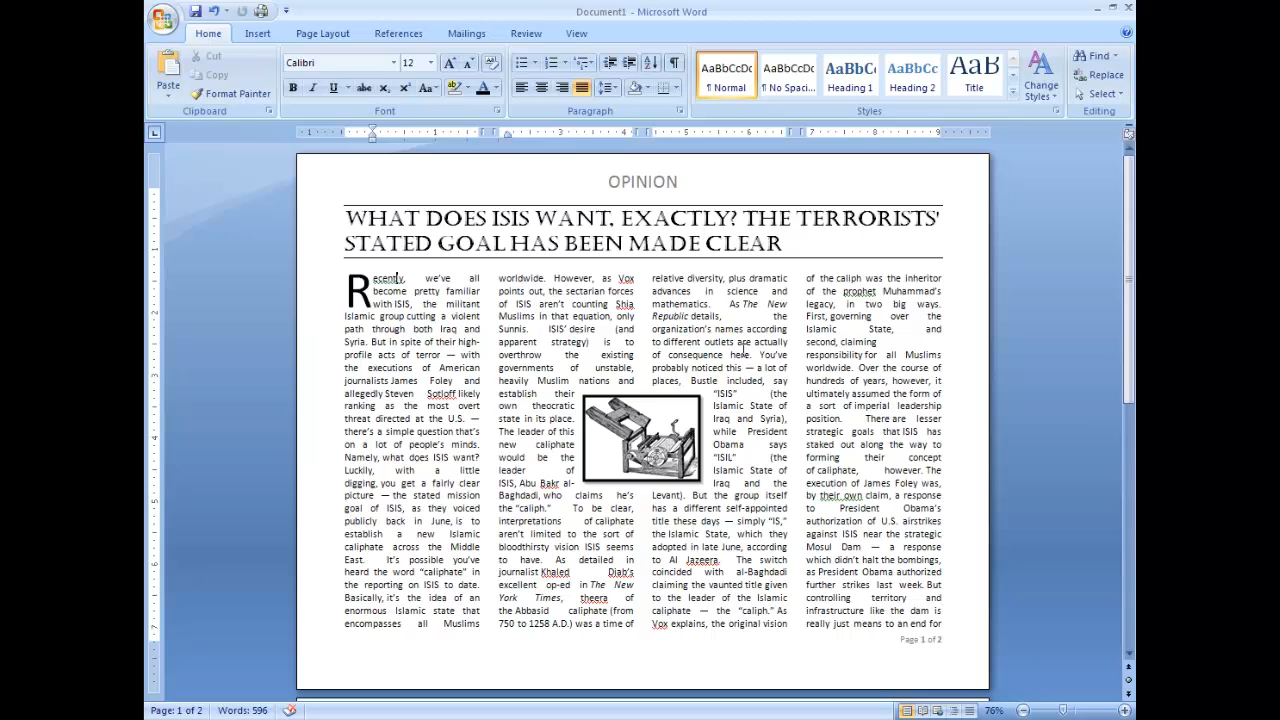 Document1 - Microsoft Word
Home Insert Page Layout References Mailings Review View
Cut
Copy
Format Painter
Paste
Clipboard
Calibri 12
Font
Paragraph
AaBbCcDc AaBbCcDc AaBbC AaBbCc AaB
¶ Normal ¶ No Spaci... Heading 1 Heading 2 Title
Change Styles
Styles
Find
Replace
Select
Editing
OPINION
WHAT DOES ISIS WANT, EXACTLY? THE TERRORISTS'
STATED GOAL HAS BEEN MADE CLEAR
Recently, we've all
become pretty familiar
with ISIS, the militant
Islamic group cutting a violent
path through both Iraq and
Syria. But in spite of their high-
profile acts of terror — with
the executions of American
journalists James Foley and
allegedly Steven Sotloff likely
ranking as the most overt
threat directed at the U.S. —
there's a simple question that's
on a lot of people's minds.
Namely, what does ISIS want?
Luckily, with a little
digging, you get a fairly clear
picture — the stated mission
goal of ISIS, as they voiced
publicly back in June, is to
establish a new Islamic
caliphate across the Middle
East. It's possible you've
heard the word "caliphate" in
the reporting on ISIS to date.
Basically, it's the idea of an
enormous Islamic state that
encompasses all Muslims
worldwide. However, as Vox
points out, the sectarian forces
of ISIS aren't counting Shia
Muslims in that equation, only
Sunnis. ISIS' desire (and
apparent strategy) is to
overthrow the existing
governments of unstable,
heavily Muslim nations and
establish their
own theocratic
state in its place.
The leader of this
new caliphate
would be the
leader of
ISIS, Abu Bakr al-
Baghdadi, who claims he's
the "caliph." To be clear,
interpretations of caliphate
aren't limited to the sort of
bloodthirsty vision ISIS seems
to have. As detailed in
journalist Khaled Diab's
excellent op-ed in The New
York Times, theera of
the Abbasid caliphate (from
750 to 1258 A.D.) was a time of
relative diversity, plus dramatic
advances in science and
mathematics. As The New
Republic details, the
organization's names according
to different outlets are actually
of consequence here. You've
probably noticed this — a lot of
places, Bustle included, say
"ISIS" (the
Islamic State of
Iraq and Syria),
while President
Obama says
"ISIL" (the
Islamic State of
Iraq and the
Levant). But the group itself
has a different self-appointed
title these days — simply "IS,"
the Islamic State, which they
adopted in late June, according
to Al Jazeera. The switch
coincided with al-Baghdadi
claiming the vaunted title given
to the leader of the Islamic
caliphate — the "caliph." As
Vox explains, the original vision
of the caliph was the inheritor
of the prophet Muhammad's
legacy, in two big ways.
First, governing over the
Islamic State, and
second, claiming
responsibility for all Muslims
worldwide. Over the course of
hundreds of years, however, it
ultimately assumed the form of
a sort of imperial leadership
position. There are lesser
strategic goals that ISIS has
staked out along the way to
forming their concept
of caliphate, however. The
execution of James Foley was,
by their own claim, a response
to President Obama's
authorization of U.S. airstrikes
against ISIS near the strategic
Mosul Dam — a response
which didn't halt the bombings,
as President Obama authorized
further strikes last week. But
controlling territory and
infrastructure like the dam is
really just means to an end for
Page 1 of 2
Page: 1 of 2 Words: 596 76%